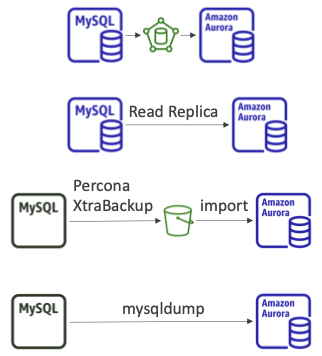 MySQL
Amazon
Aurora
MySQL
Read Replica
Amazon
Aurora
MySQL
Percona
XtraBackup
import
Amazon
Aurora
MySQL
mysqldump
Amazon
Aurora